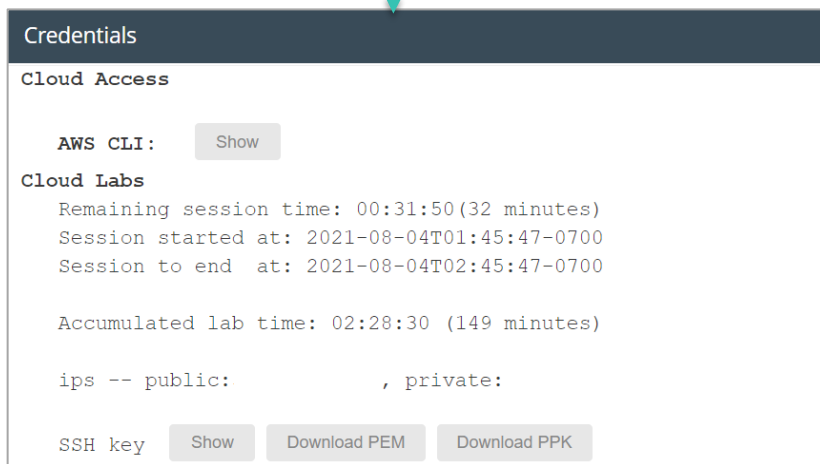 Credentials
Cloud Access
AWS CLI: Show
Cloud Labs
Remaining session time: 00:31:50(32 minutes)
Session started at: 2021-08-04T01:45:47-0700
Session to end at: 2021-08-04T02:45:47-0700
Accumulated lab time: 02:28:30 (149 minutes)
ips -- public: , private:
SSH key Show Download PEM Download PPK